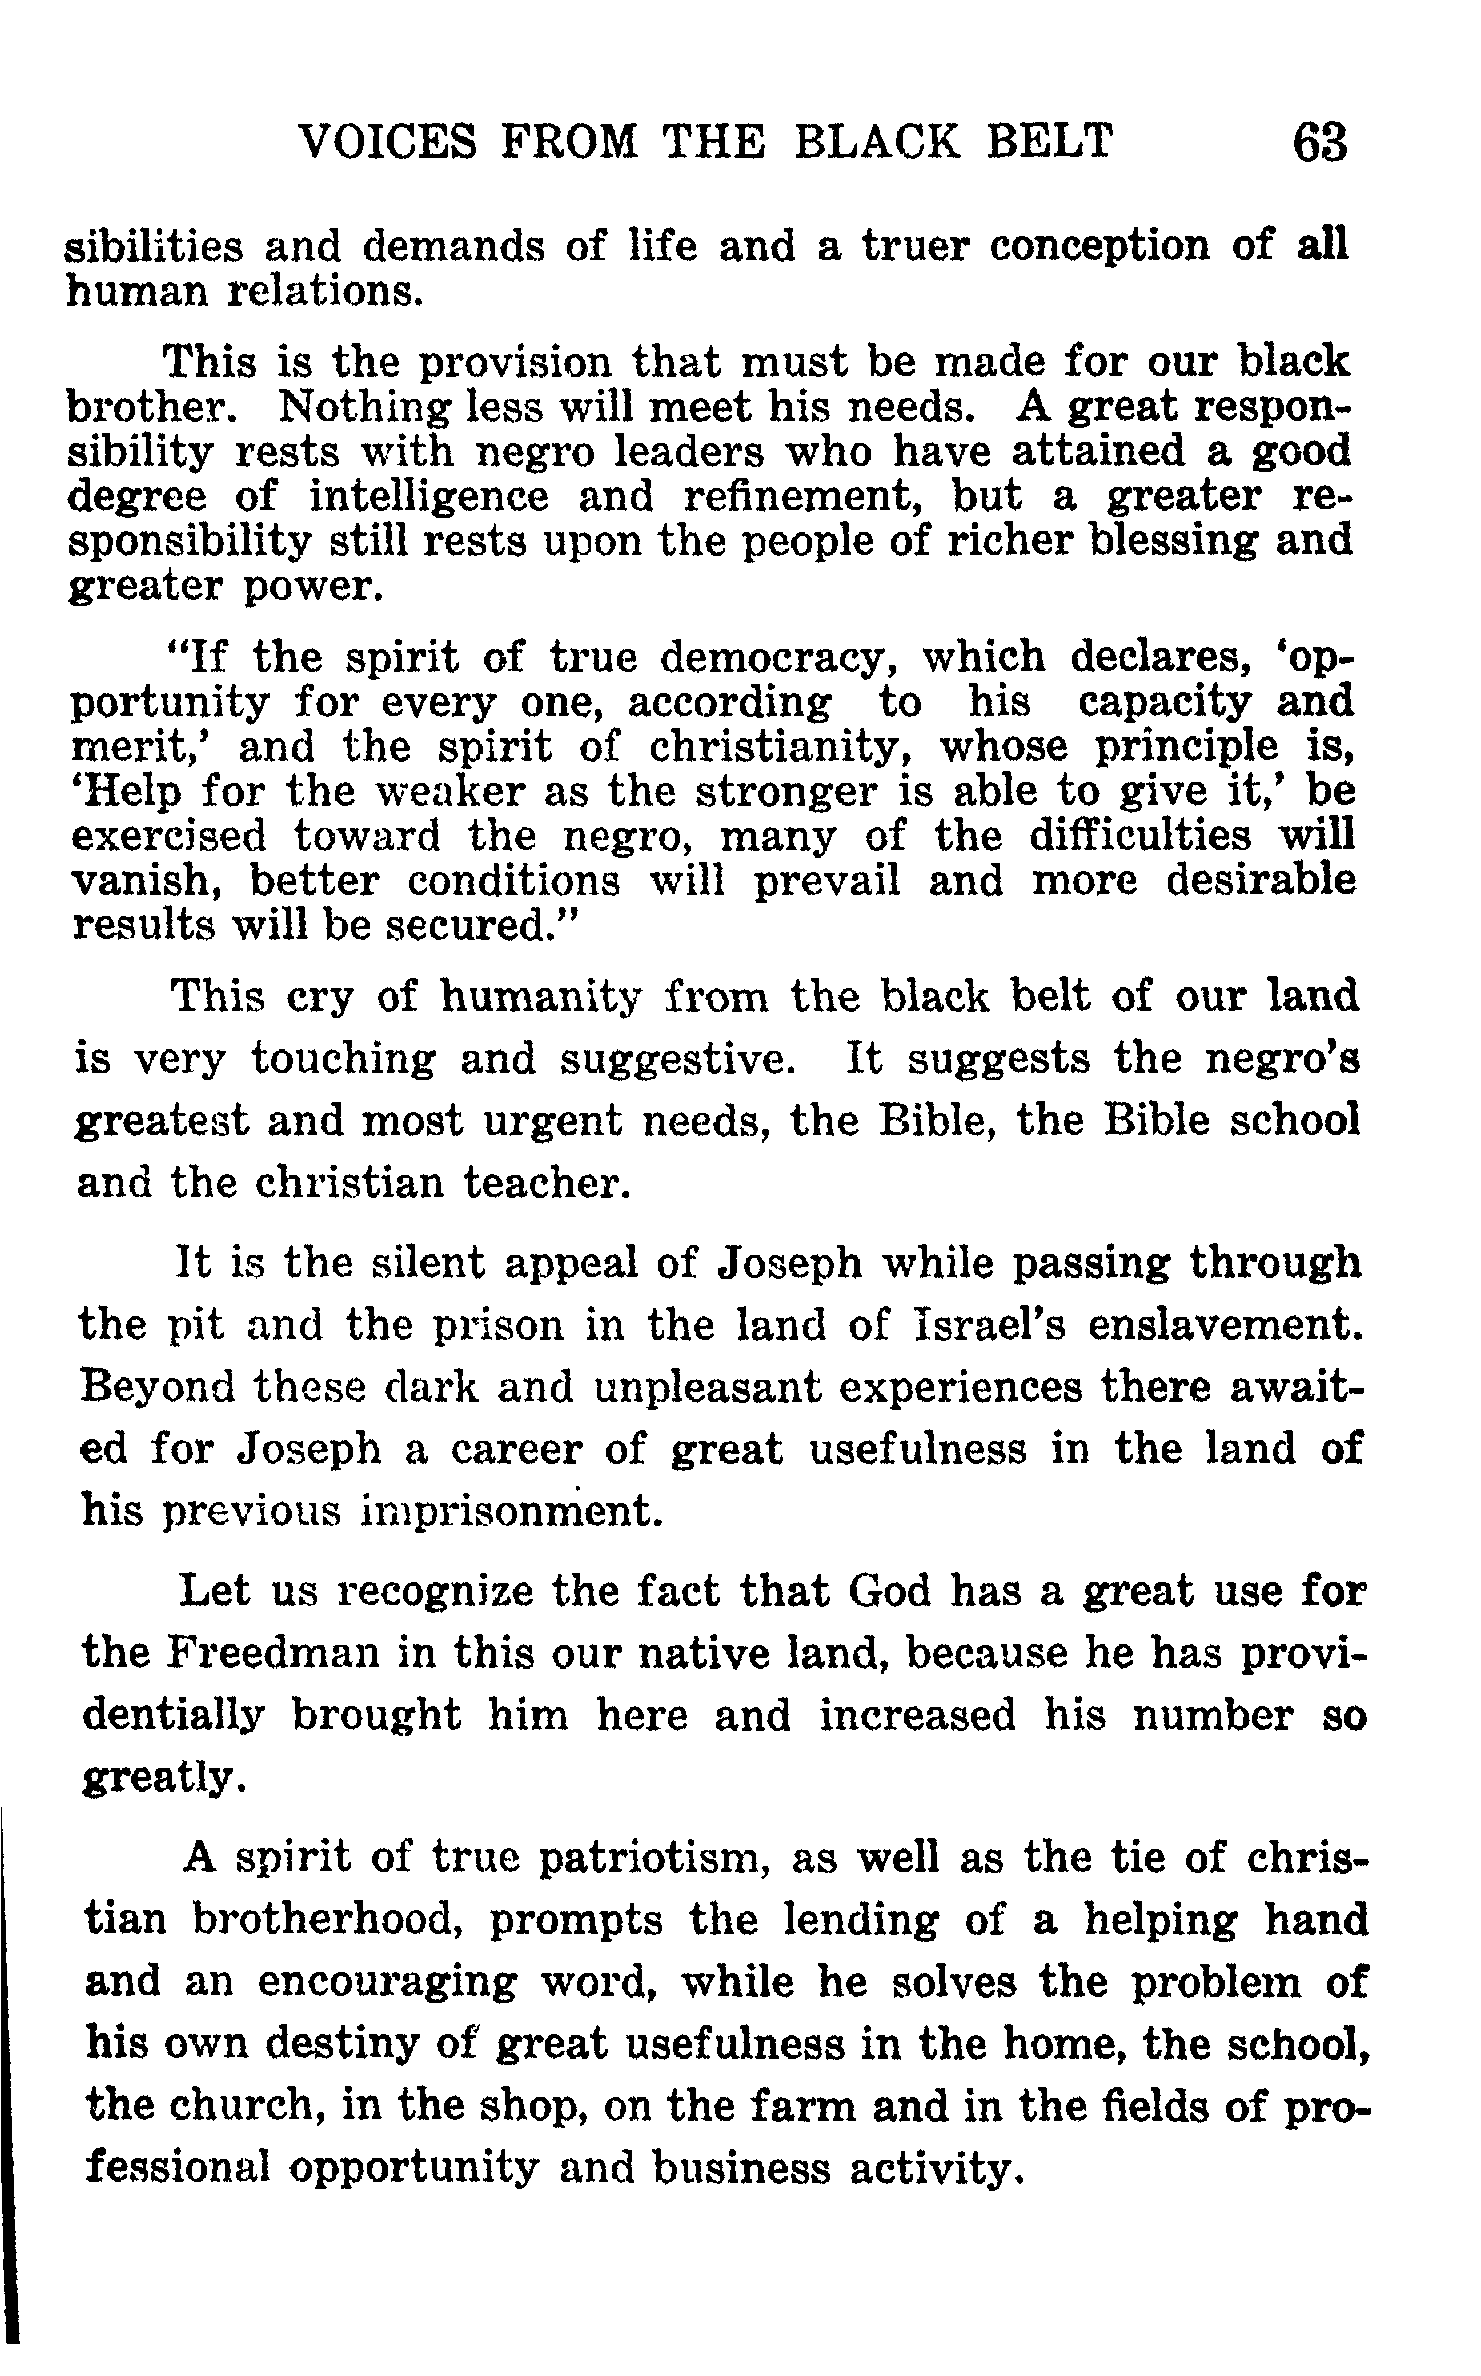 VOICES FROM THE BLACK BELT 63
sibilities and demands of life and a truer conception of all
human relations.
This is the provision that must be made for our black
brother. Nothing less will meet his needs. A great respon-
sibility rests with negro leaders who have attained a good
degree of intelligence and refinement, but a greater re-
sponsibility still rests upon the people of richer blessing and
greater power.
“If the spirit of true democracy, which declares, ‘op-
portunity for every one, according to his capacity and
merit,’ and the spirit of christianity, whose principle is,
‘Help for the weaker as the stronger is able to give it,’ be
exercised toward the negro, many of the difficulties will
vanish, better conditions will prevail and more desirable
results will be secured.”
This cry of humanity from the black belt of our land
is very touching and suggestive. It suggests the negro’s
greatest and most urgent needs, the Bible, the Bible school
and the christian teacher.
It is the silent appeal of Joseph while passing through
the pit and the prison in the land of Israel’s enslavement.
Beyond these dark and unpleasant experiences there await-
ed for Joseph a career of great usefulness in the land of
his previous imprisonment.
Let us recognize the fact that God has a great use for
the Freedman in this our native land, because he has provi-
dentially brought him here and increased his number so
greatly.
A spirit of true patriotism, as well as the tie of chris-
tian brotherhood, prompts the lending of a helping hand
and an encouraging word, while he solves the problem of
his own destiny of great usefulness in the home, the school,
the church, in the shop, on the farm and in the fields of pro-
fessional opportunity and business activity.